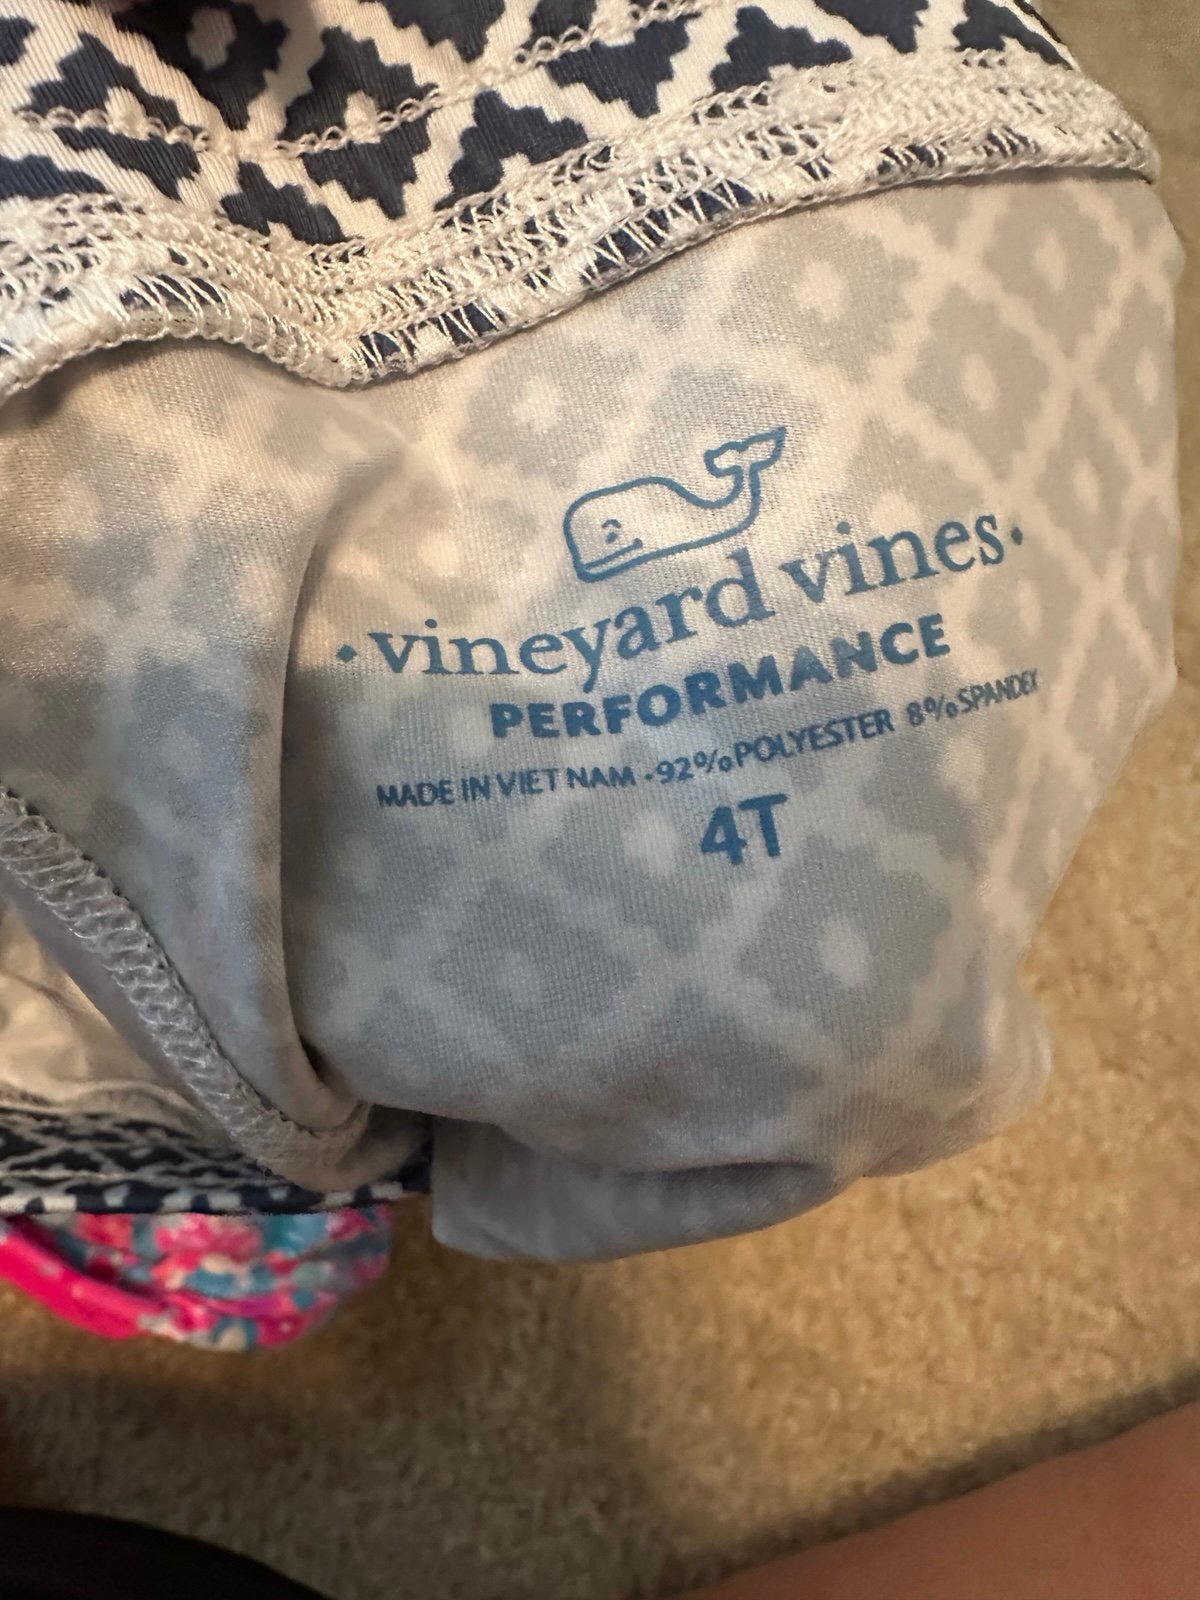 ·vineyard vines·
PERFORMANCE
MADE IN VIET NAM ·92%POLYESTER 8%SPANDEX
4T